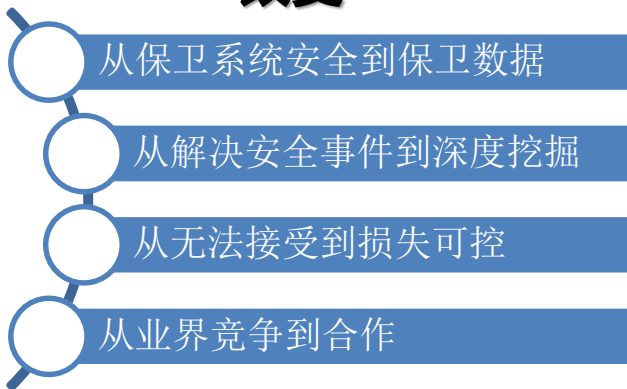 从保卫系统安全到保卫数据
从解决安全事件到深度挖掘
从无法接受到损失可控
从业界竞争到合作